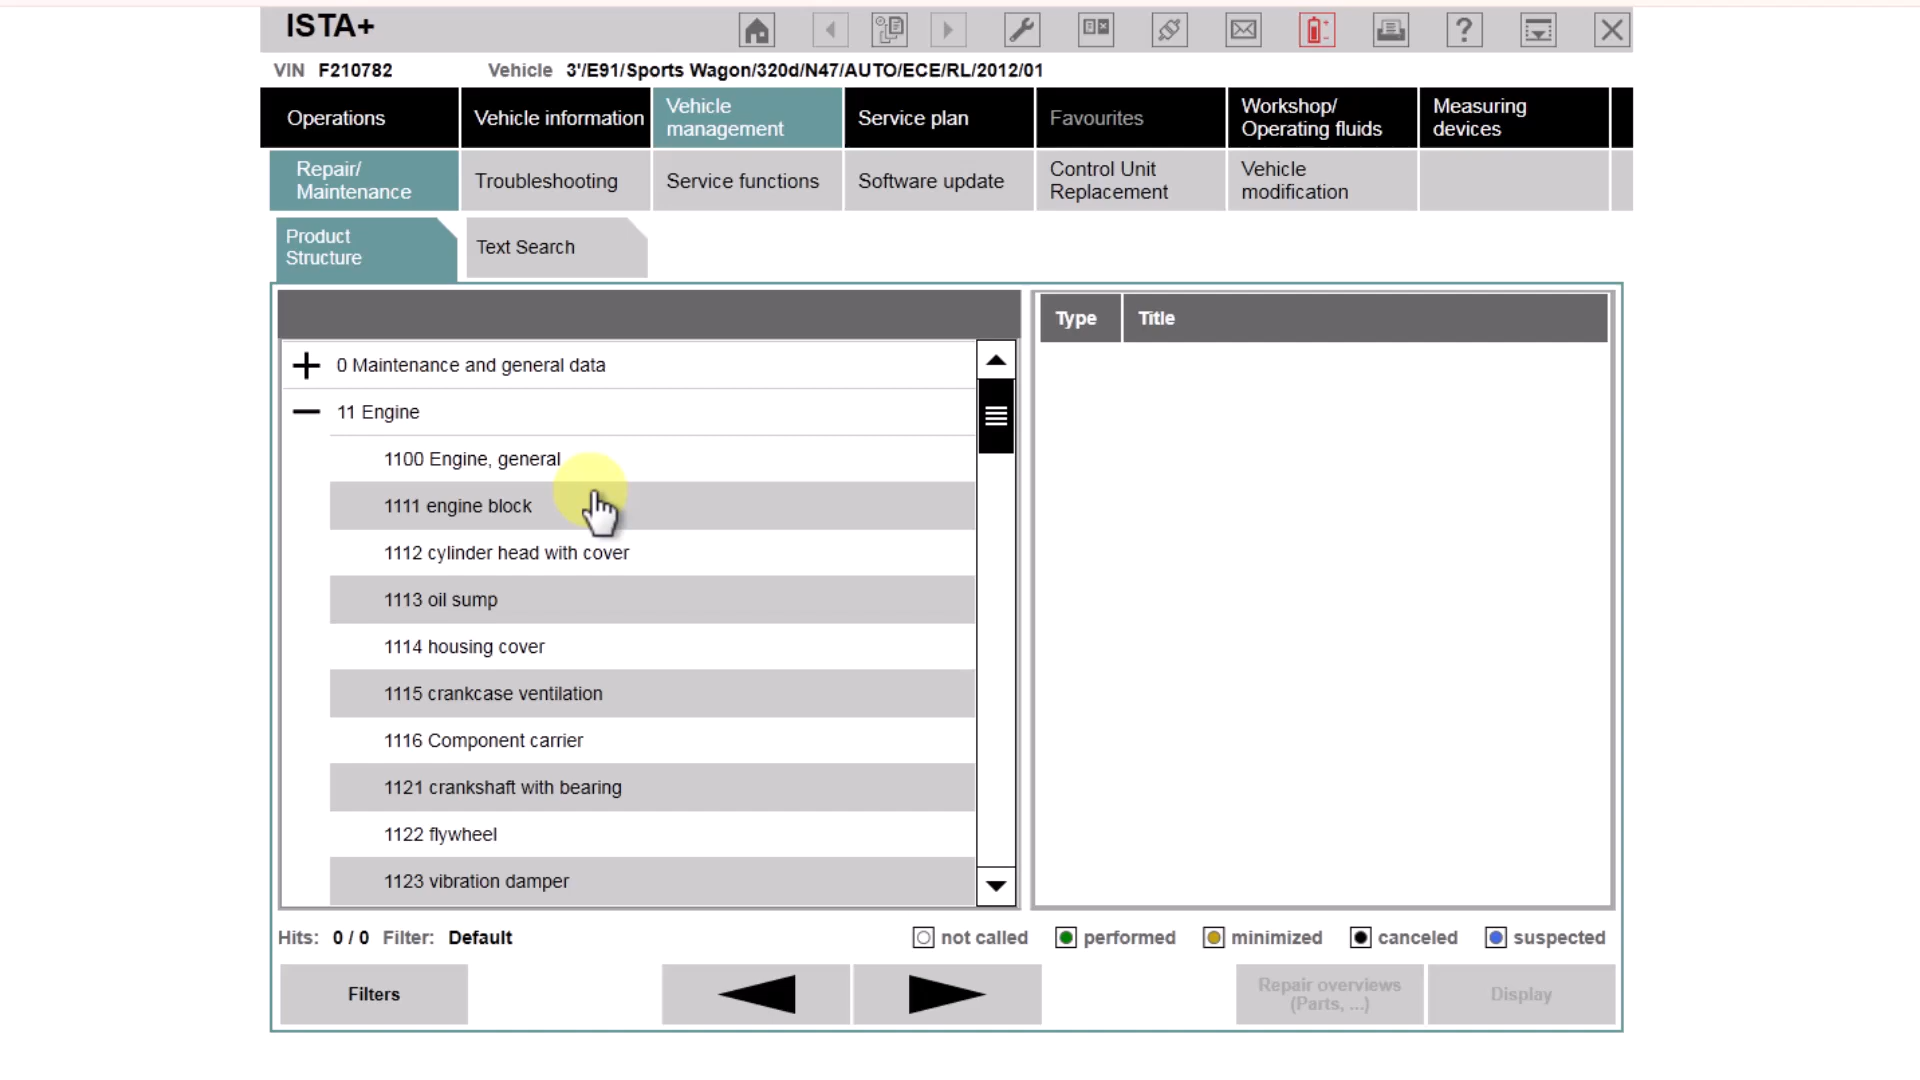 ISTA+
VIN F210782 Vehicle 3'/E91/Sports Wagon/320d/N47/AUTO/ECE/RL/2012/01
Operations
Vehicle information
Vehicle
management
Service plan
Favourites
Workshop/
Operating fluids
Measuring
devices
Repair/
Maintenance
Troubleshooting
Service functions
Software update
Control Unit
Replacement
Vehicle
modification
Product
Structure
Text Search
Type Title
0 Maintenance and general data
11 Engine
1100 Engine, general
1111 engine block
1112 cylinder head with cover
1113 oil sump
1114 housing cover
1115 crankcase ventilation
1116 Component carrier
1121 crankshaft with bearing
1122 flywheel
1123 vibration damper
Hits: 0 / 0 Filter: Default
not called performed minimized canceled suspected
Filters
Repair overviews
(Parts, ...)
Display